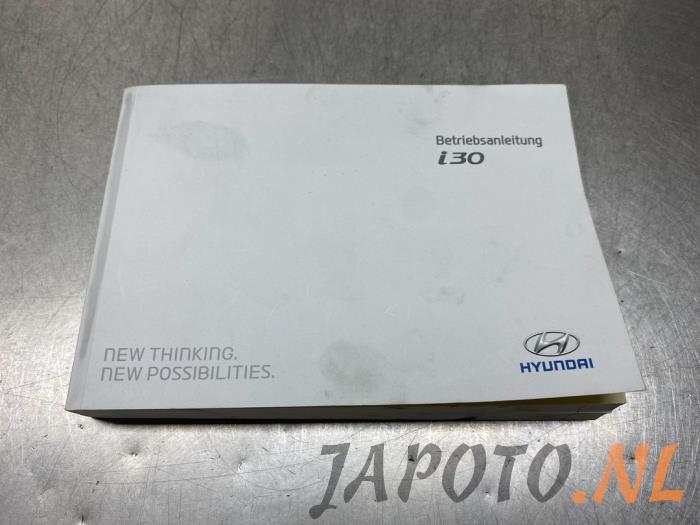 Betriebsanleitung
i30
NEW THINKING.
NEW POSSIBILITIES.
HYUNDAI
JAPOTO.NL